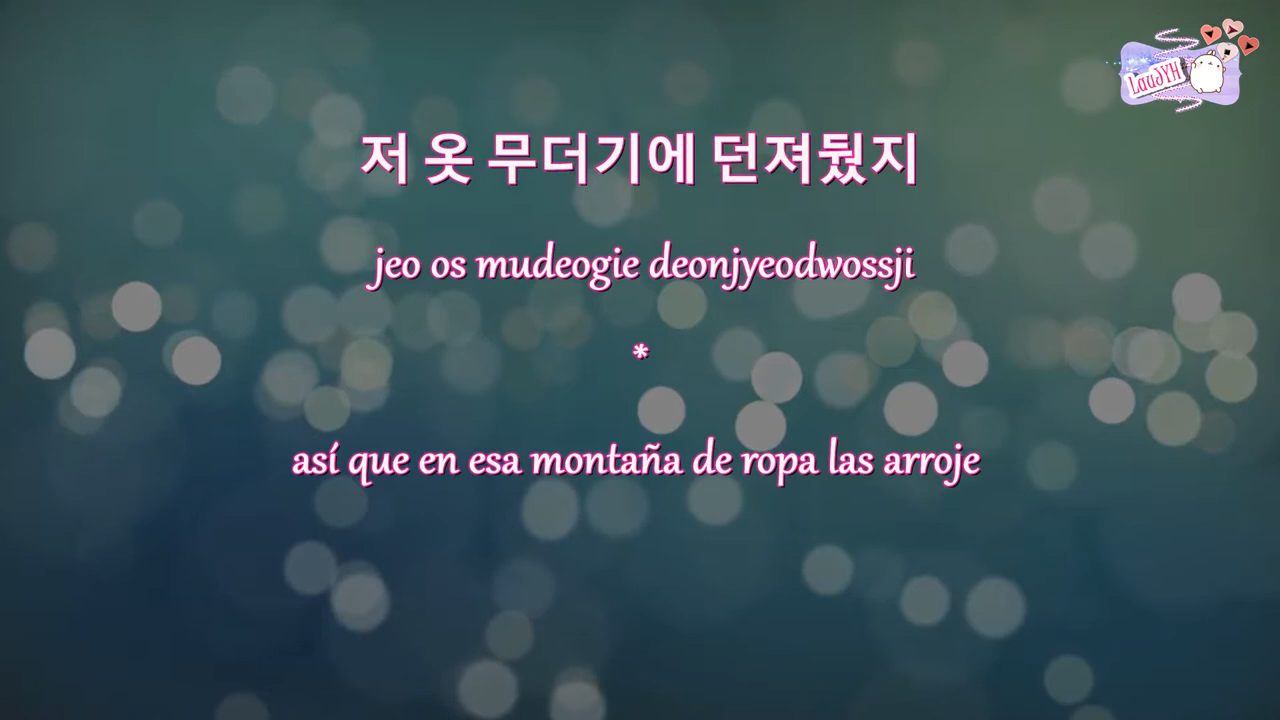 LauJYH
저 옷 무더기에 던져뒀지
jeo os mudeogie deonjyeodwossji
*
así que en esa montaña de ropa las arroje